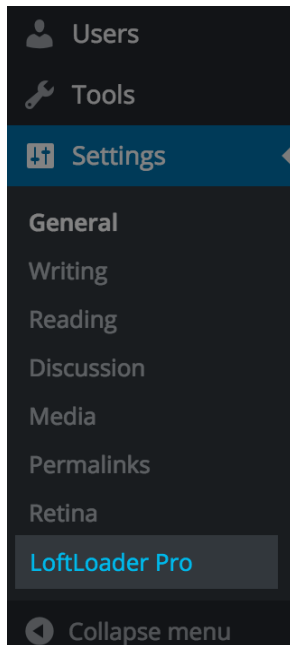 Users
Tools
Settings
General
Writing
Reading
Discussion
Media
Permalinks
Retina
LoftLoader Pro
Collapse menu